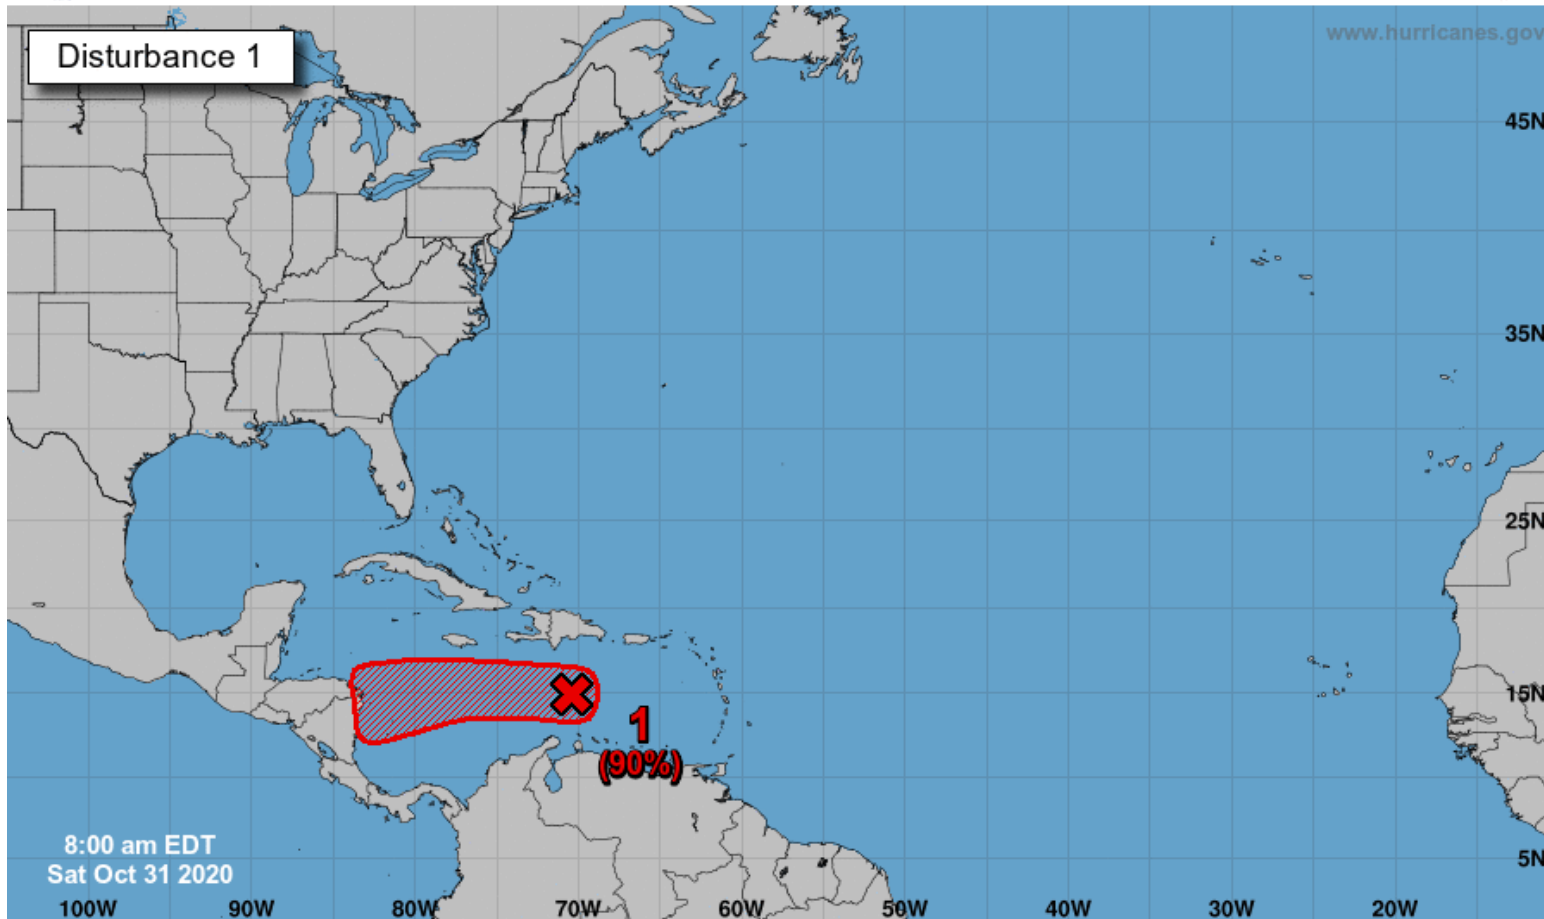 www.hurricanes.gov
Disturbance 1
45N
35N
25N
15N
1
(90%)
8:00 am EDT
Sat Oct 31 2020
5N
100W 90W 80W 70W 60W 50W 40W 30W 20W